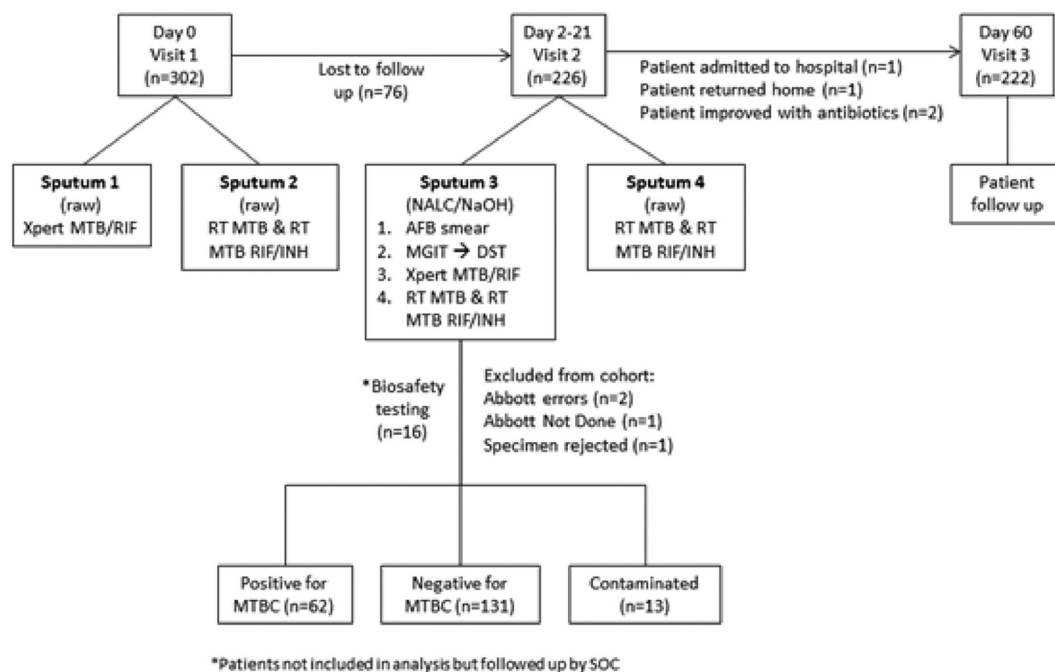 Day 0
Visit 1
(n=302)
Lost to follow
up (n=76)
Day 2-21
Visit 2
(n=226)
Patient admitted to hospital (n=1)
Patient returned home (n=1)
Patient improved with antibiotics (n=2)
Day 60
Visit 3
(n=222)
Sputum 1
(raw)
Xpert MTB/RIF
Sputum 2
(raw)
RT MTB & RT
MTB RIF/INH
Sputum 3
(NALC/NaOH)
1. AFB smear
2. MGIT → DST
3. Xpert MTB/RIF
4. RT MTB & RT
MTB RIF/INH
Sputum 4
(raw)
RT MTB & RT
MTB RIF/INH
Patient
follow up
*Biosafety
testing
(n=16)
Excluded from cohort:
Abbott errors (n=2)
Abbott Not Done (n=1)
Specimen rejected (n=1)
Positive for
MTBC (n=62)
Negative for
MTBC (n=131)
Contaminated
(n=13)
*Patients not included in analysis but followed up by SOC